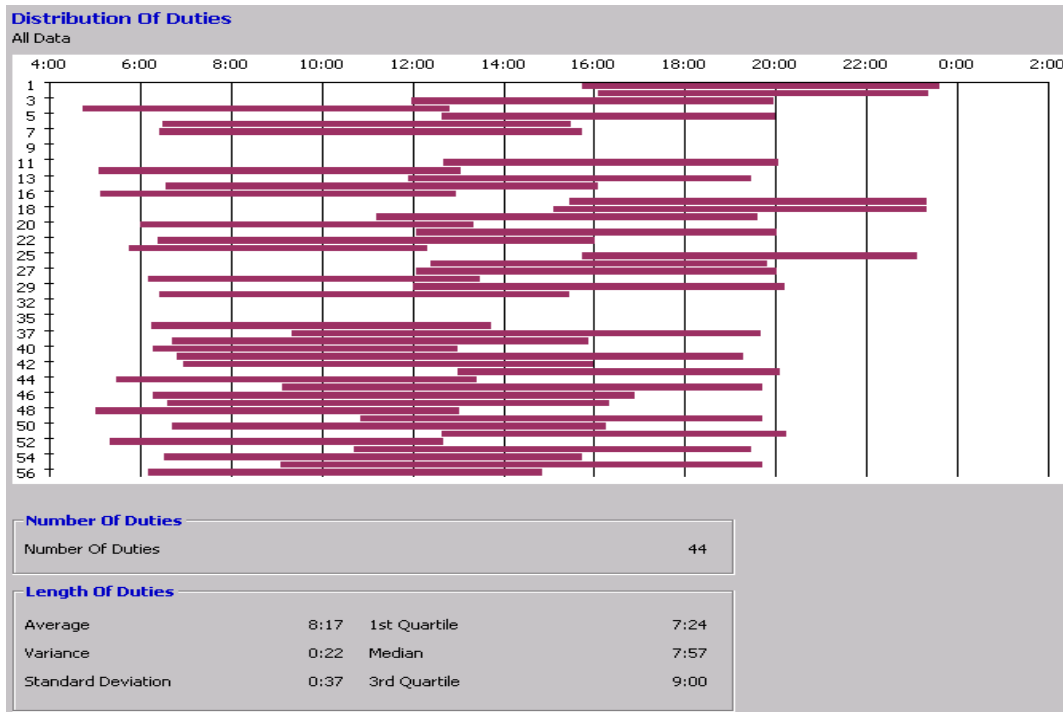 Distribution Of Duties
All Data
4:00 6:00 8:00 10:00 12:00 14:00 16:00 18:00 20:00 22:00 0:00 2:00
1
3
5
7
9
11
13
16
18
20
22
25
27
29
32
35
37
40
42
44
46
48
50
52
54
56
Number Of Duties
Number Of Duties 44
Length Of Duties
Average 8:17 1st Quartile 7:24
Variance 0:22 Median 7:57
Standard Deviation 0:37 3rd Quartile 9:00